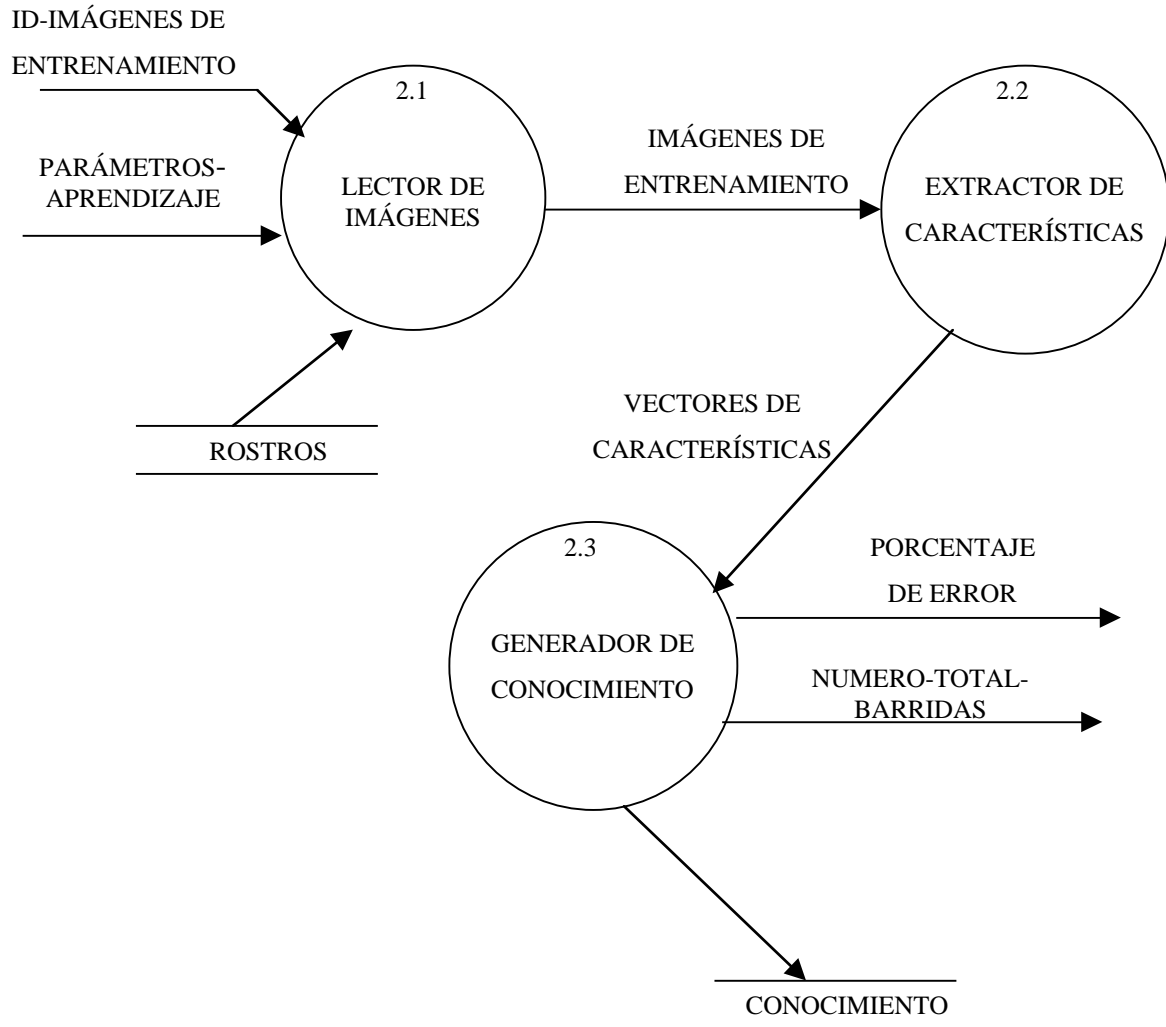 ID-IMÁGENES DE
ENTRENAMIENTO
PARÁMETROS-
APRENDIZAJE
2.1
LECTOR DE
IMÁGENES
IMÁGENES DE
ENTRENAMIENTO
2.2
EXTRACTOR DE
CARACTERÍSTICAS
ROSTROS
VECTORES DE
CARACTERÍSTICAS
2.3
GENERADOR DE
CONOCIMIENTO
PORCENTAJE
DE ERROR
NUMERO-TOTAL-
BARRIDAS
CONOCIMIENTO